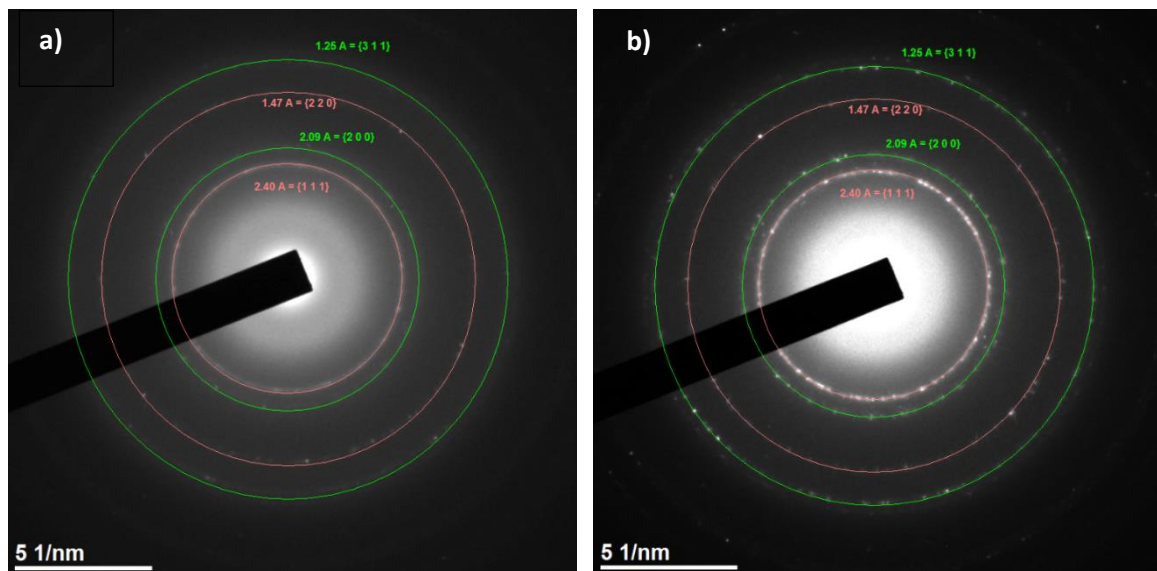 a)
1.25 A = {3 1 1}
1.47 A = {2 2 0}
2.09 A = {2 0 0}
2.40 A = {1 1 1}
5 1/nm
b)
1.25 A = {3 1 1}
1.47 A = {2 2 0}
2.09 A = {2 0 0}
2.40 A = {1 1 1}
5 1/nm